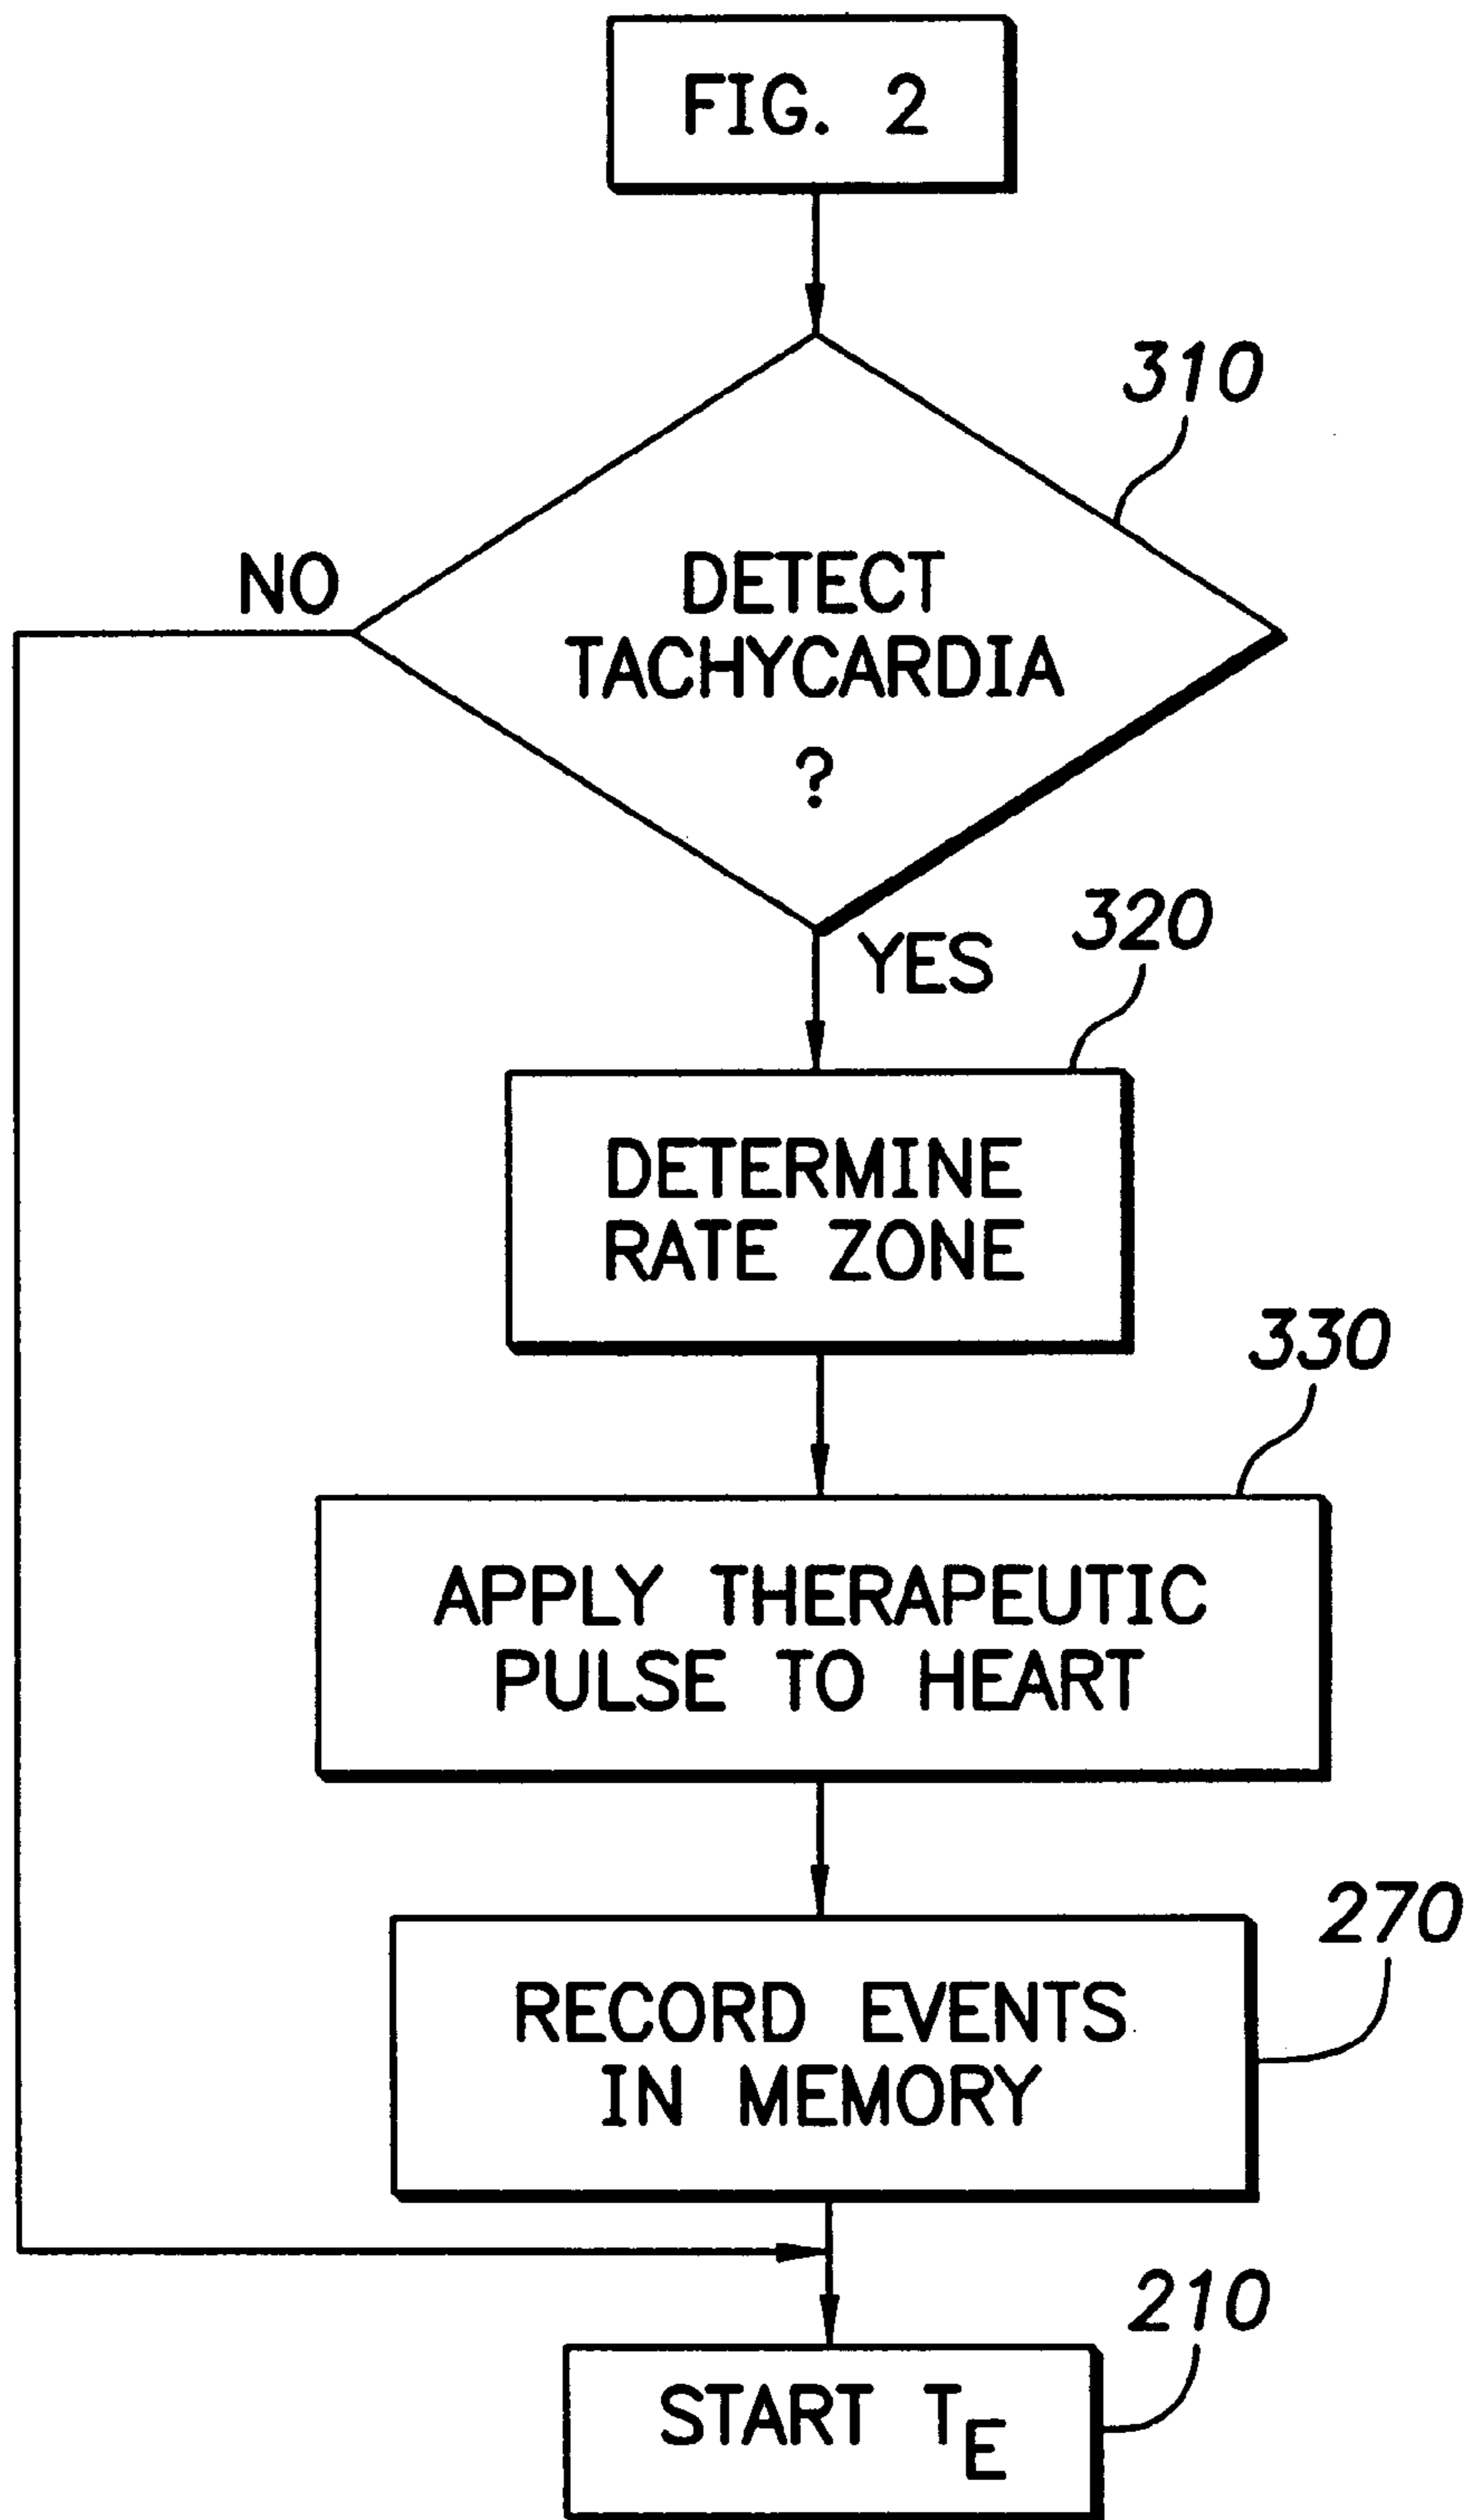 FIG. 2
310
NO
DETECT
TACHYCARDIA
?
320
YES
DETERMINE
RATE ZONE
330
APPLY THERAPEUTIC
PULSE TO HEART
270
RECORD EVENTS
IN MEMORY
210
START TE